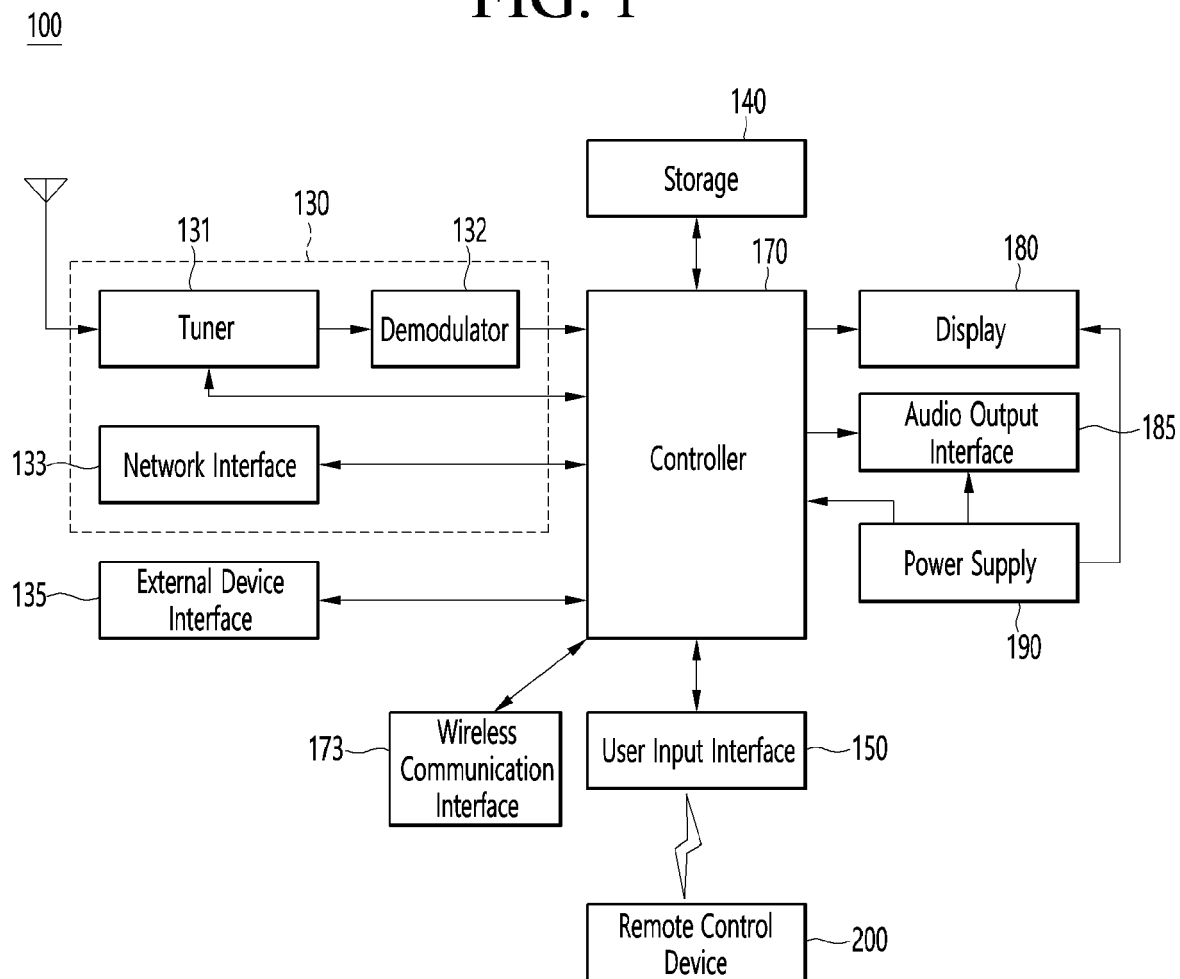 FIG. 1
100
140
Storage
130
131
132
170
180
Tuner
Demodulator
Display
Controller
Audio Output
Interface
185
133
Network Interface
Power Supply
190
135
External Device
Interface
173
Wireless
Communication
Interface
User Input Interface
150
Remote Control
Device
200